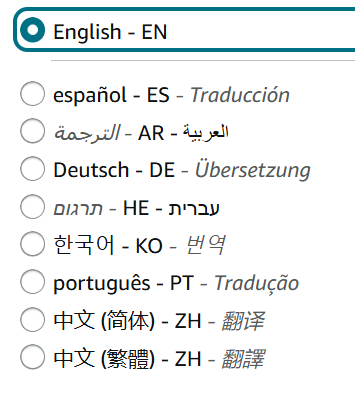 English - EN
español - ES - Traducción
العربية - AR - الترجمة
Deutsch - DE - Übersetzung
עברית - HE - תרגום
한국어 - KO - 번역
português - PT - Tradução
中文 (简体) - ZH - 翻译
中文 (繁體) - ZH - 翻譯